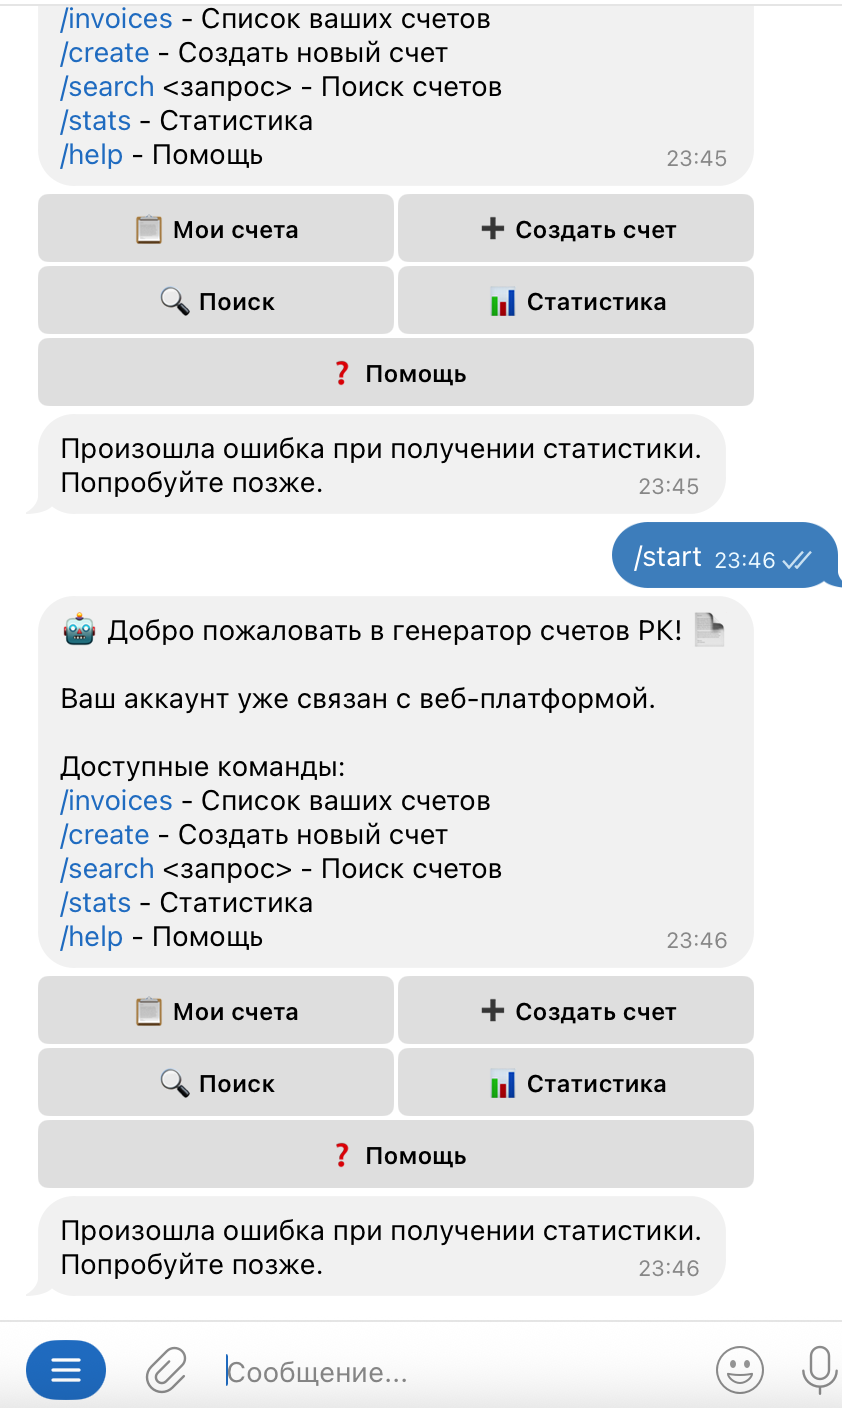 /invoices - Список ваших счетов
/create - Создать новый счет
/search <запрос> - Поиск счетов
/stats - Статистика
/help - Помощь
23:45
Мои счета
Создать счет
Поиск
Статистика
Помощь
Произошла ошибка при получении статистики.
Попробуйте позже.
23:45
/start 23:46
Добро пожаловать в генератор счетов РК!
Ваш аккаунт уже связан с веб-платформой.
Доступные команды:
/invoices - Список ваших счетов
/create - Создать новый счет
/search <запрос> - Поиск счетов
/stats - Статистика
/help - Помощь
23:46
Мои счета
Создать счет
Поиск
Статистика
Помощь
Произошла ошибка при получении статистики.
Попробуйте позже.
23:46
Сообщение...